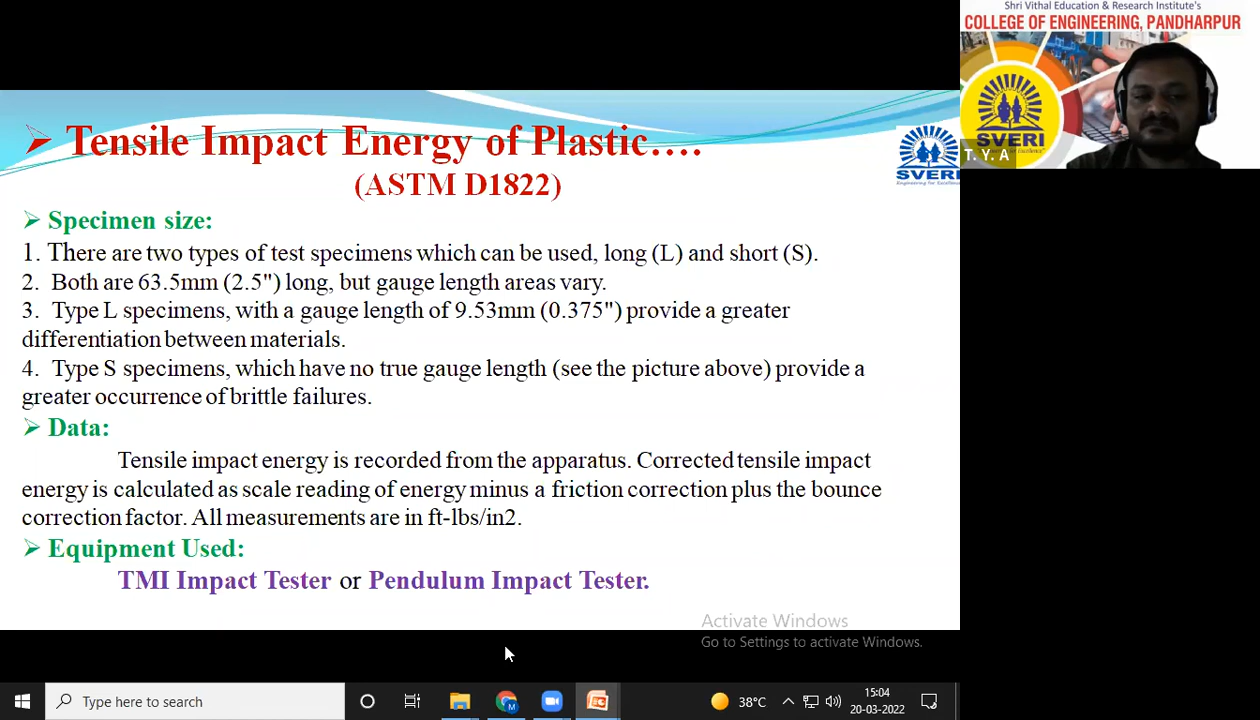 Shri Vithal Education & Research Institute's
COLLEGE OF ENGINEERING, PANDHARPUR
SVERI
T. Y. A
➢ Tensile Impact Energy of Plastic….
(ASTM D1822)
SVERI
Engineering for Excellence
➢ Specimen size:
1. There are two types of test specimens which can be used, long (L) and short (S).
2. Both are 63.5mm (2.5") long, but gauge length areas vary.
3. Type L specimens, with a gauge length of 9.53mm (0.375") provide a greater
differentiation between materials.
4. Type S specimens, which have no true gauge length (see the picture above) provide a
greater occurrence of brittle failures.
➢ Data:
Tensile impact energy is recorded from the apparatus. Corrected tensile impact
energy is calculated as scale reading of energy minus a friction correction plus the bounce
correction factor. All measurements are in ft-lbs/in2.
➢ Equipment Used:
TMI Impact Tester or Pendulum Impact Tester.
Activate Windows
Go to Settings to activate Windows.
Type here to search
38°C
15:04
20-03-2022